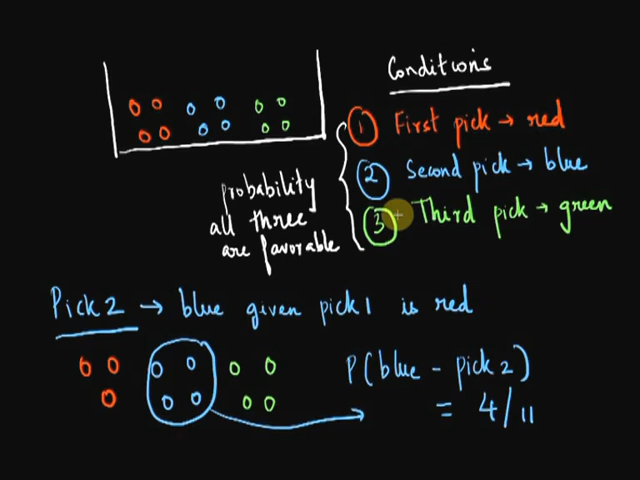 Conditions
1 First pick → red
2 Second pick → blue
3 Third pick → green
probability
all three
are favorable
Pick 2 → blue given pick 1 is red
P(blue - pick 2)
= 4/11